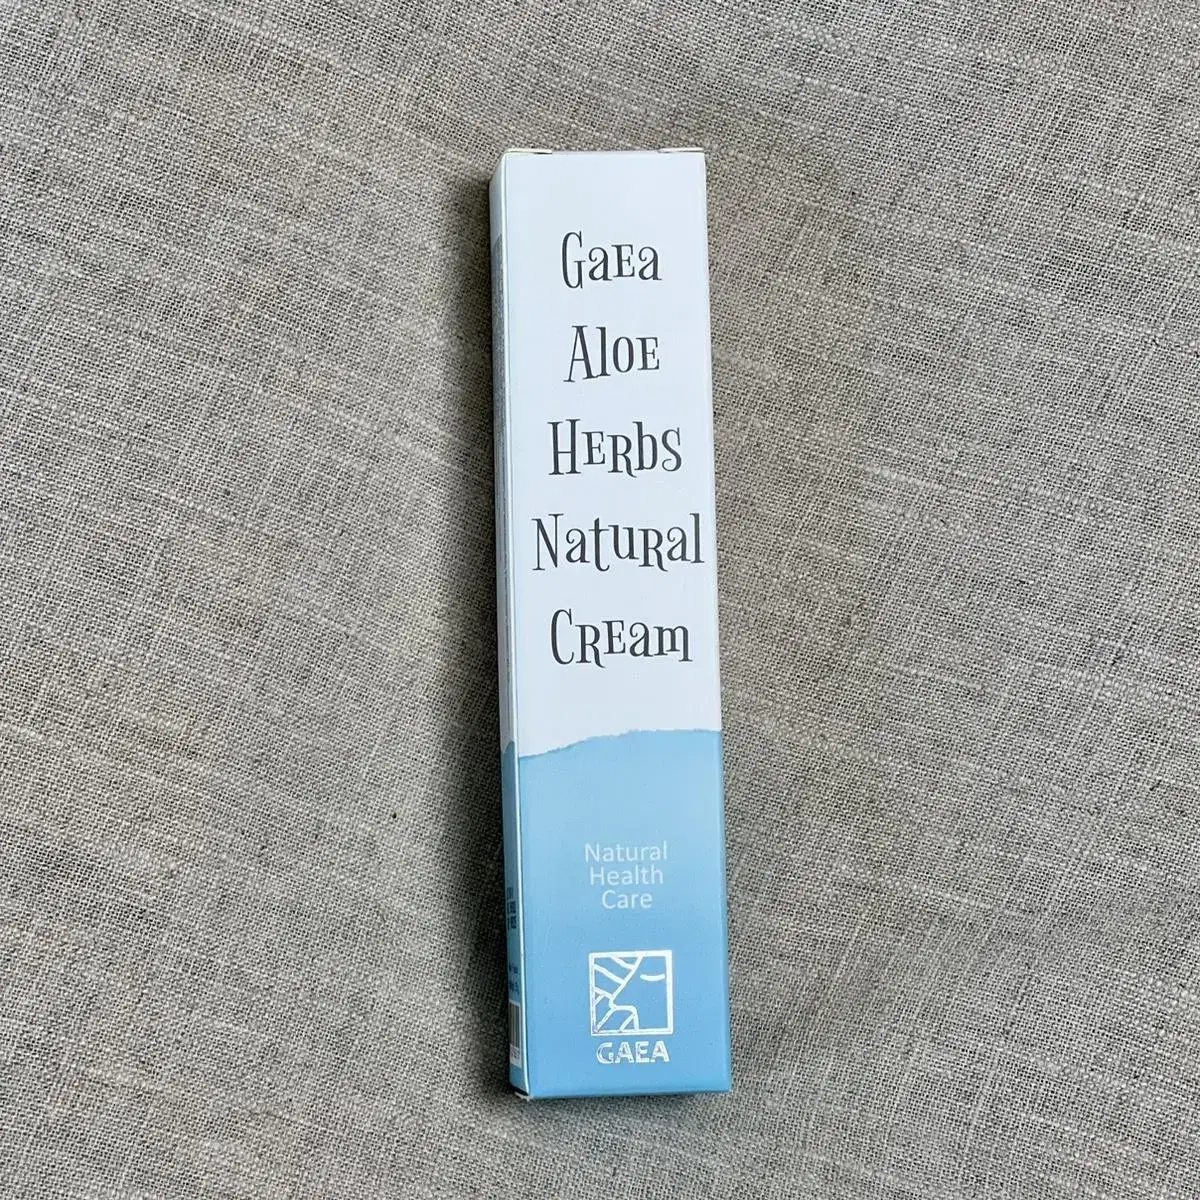 Gaea
Aloe
Herbs
Natural
Cream
Natural
Health
Care
GAEA